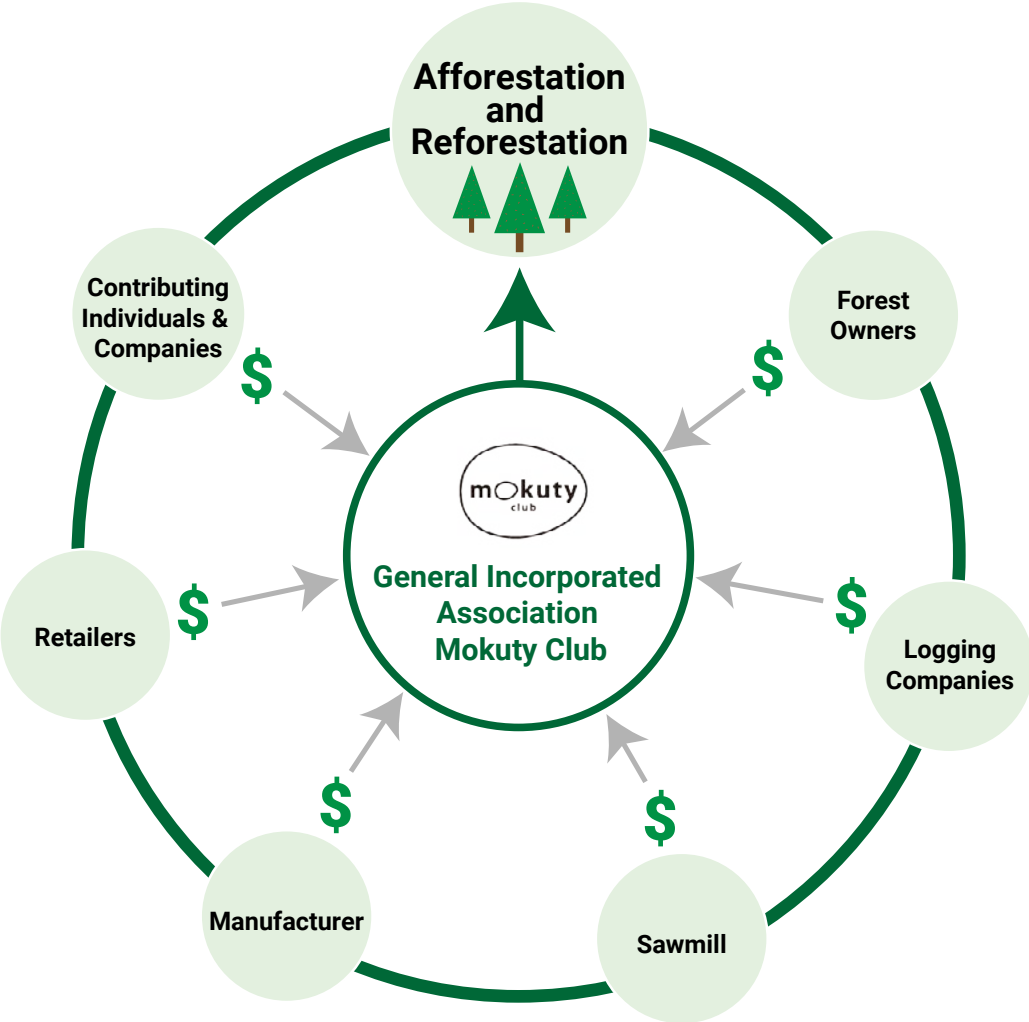 Afforestation
and
Reforestation
Contributing
Individuals &
Companies
$
Forest
Owners
$
mokuty
club
General Incorporated
Association
Mokuty Club
Retailers
$
$
Logging
Companies
$
Manufacturer
$
Sawmill